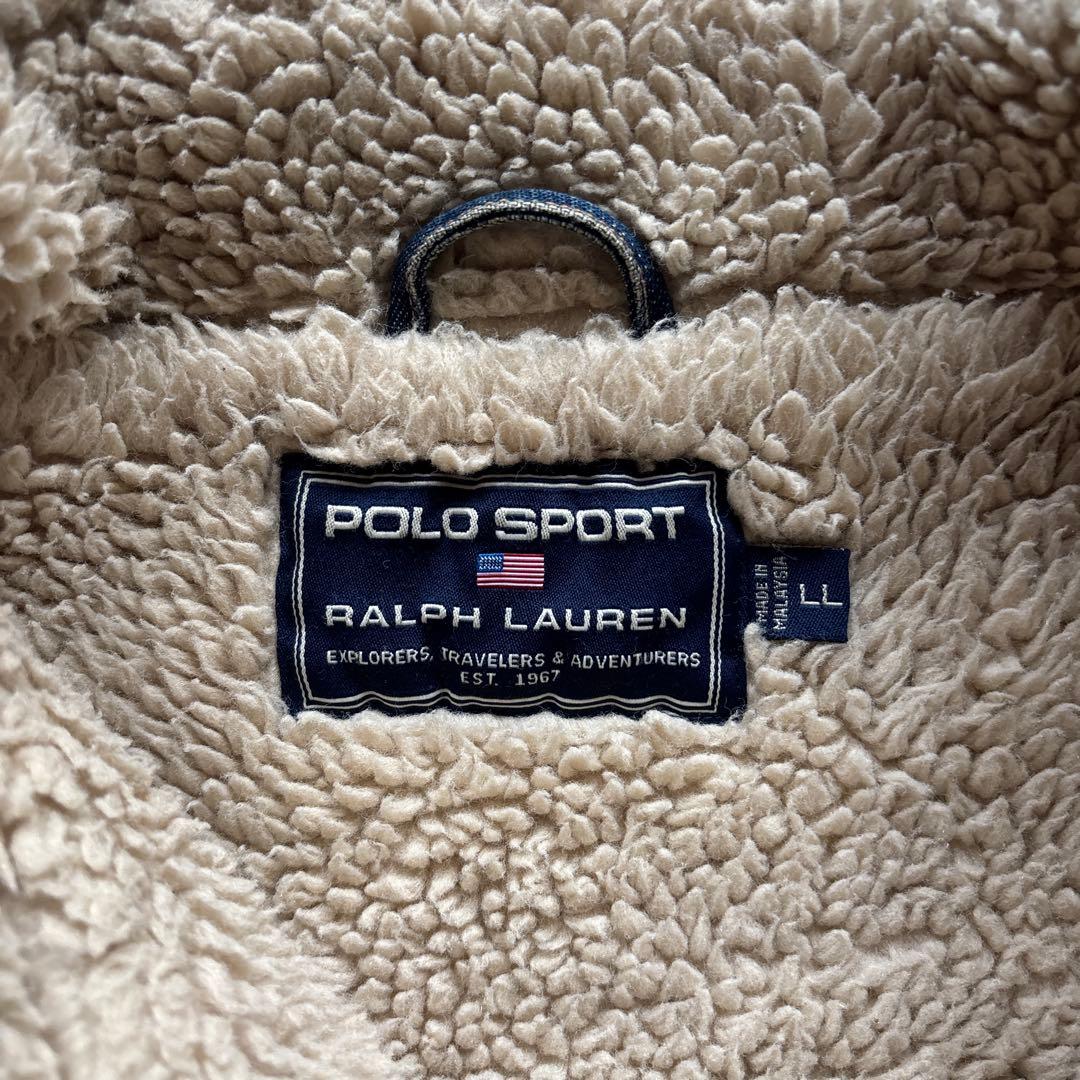 POLO SPORT
RALPH LAUREN
EXPLORERS, TRAVELERS & ADVENTURERS
EST. 1967
MADE IN
MALAYSIA
LL